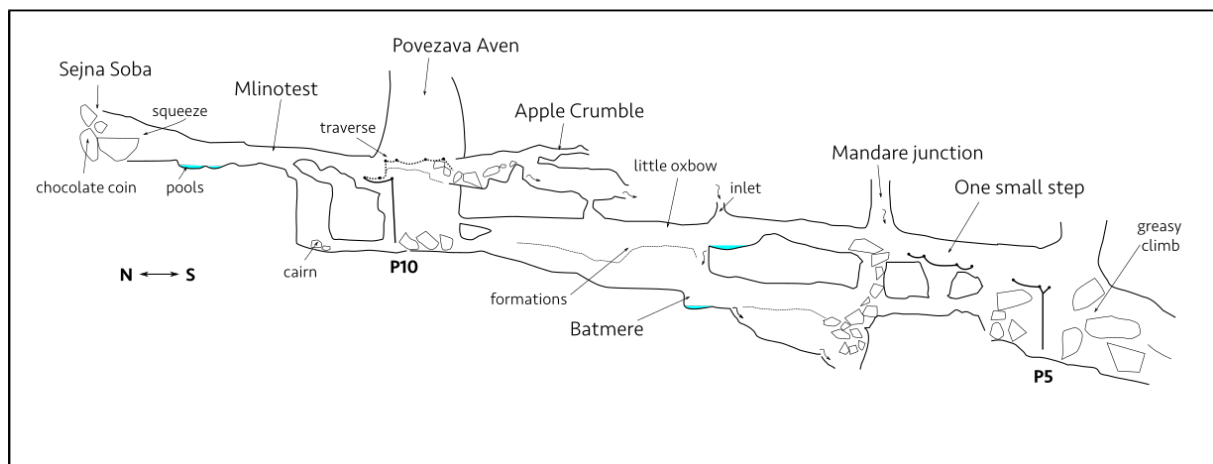 Povezava Aven
Sejna Soba
Mlinotest
squeeze
Apple Crumble
traverse
Mandare junction
little oxbow
chocolate coin
pools
inlet
One small step
greasy
climb
cairn
P10
N S
formations
Batmere
P5